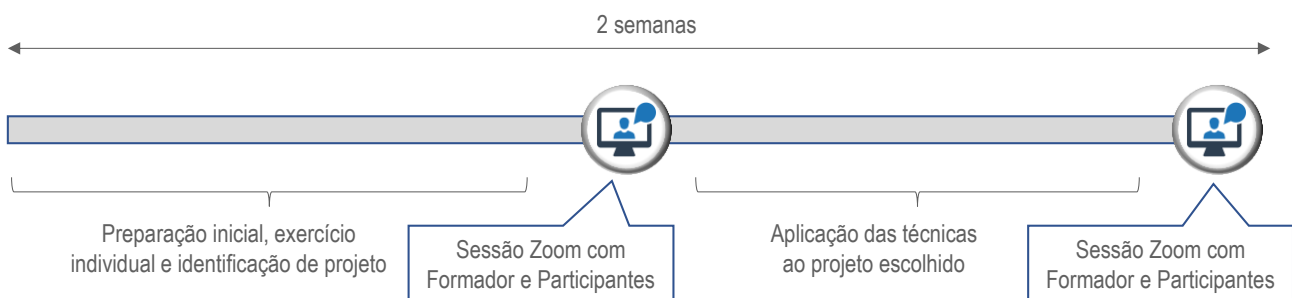 2 semanas
Preparação inicial, exercício
individual e identificação de projeto
Sessão Zoom com
Formador e Participantes
Aplicação das técnicas
ao projeto escolhido
Sessão Zoom com
Formador e Participantes